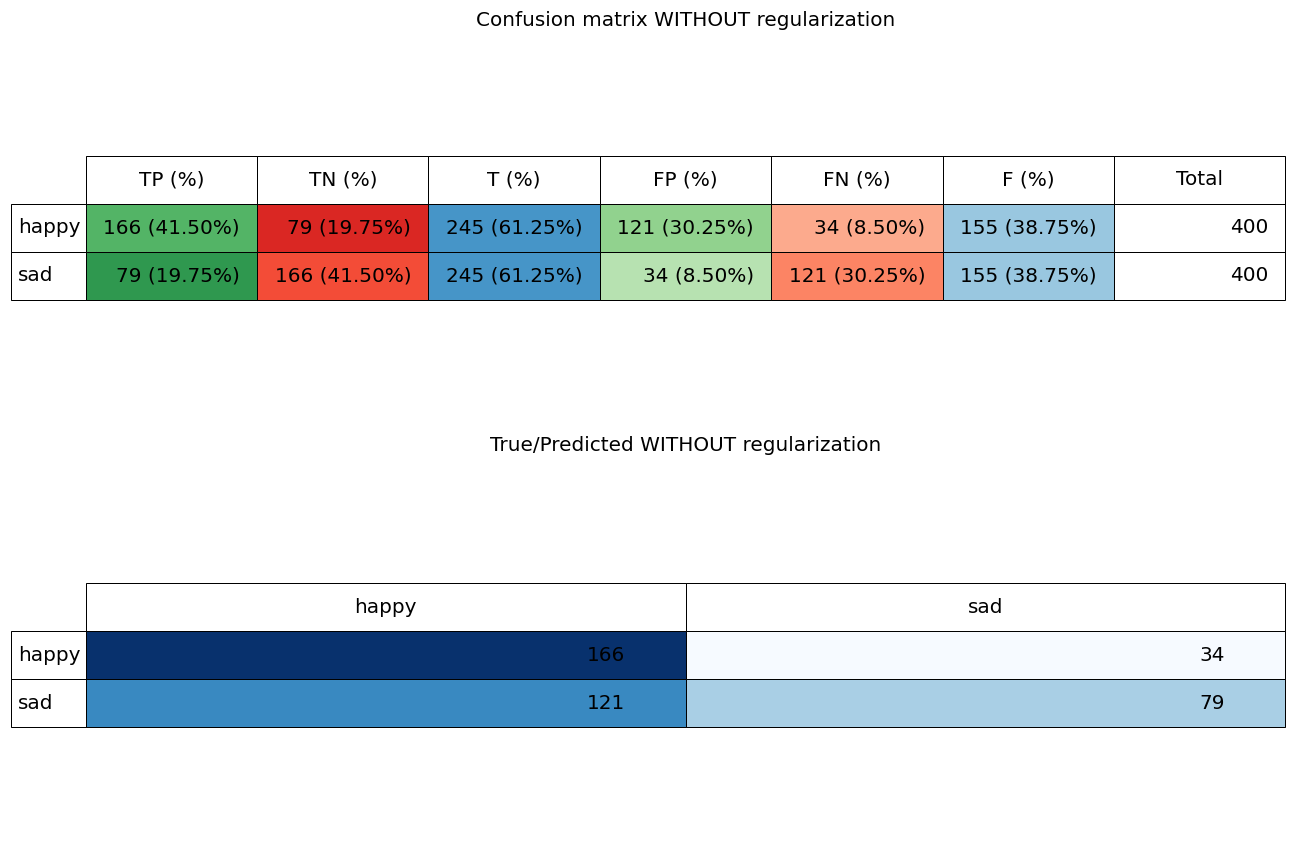 Confusion matrix WITHOUT regularization
TP (%) TN (%) T (%) FP (%) FN (%) F (%) Total
happy 166 (41.50%) 79 (19.75%) 245 (61.25%) 121 (30.25%) 34 (8.50%) 155 (38.75%) 400
sad 79 (19.75%) 166 (41.50%) 245 (61.25%) 34 (8.50%) 121 (30.25%) 155 (38.75%) 400
True/Predicted WITHOUT regularization
happy sad
happy 166 34
sad 121 79